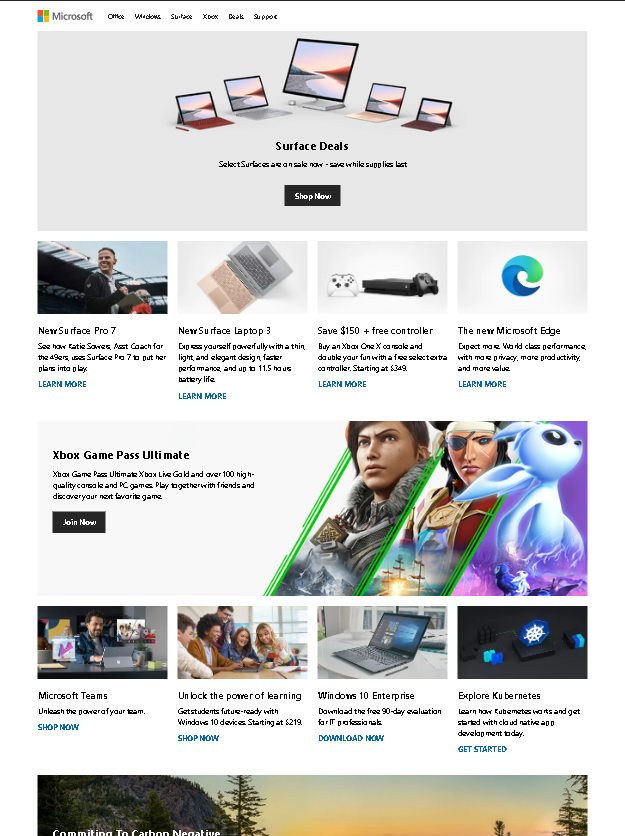 Microsoft
Office Windows Surface Xbox Deals Support
Surface Deals
Select Surfaces are on sale now - save while supplies last
Shop Now
New Surface Pro 7
See how Katie Sowers, Asst Coach for
the 49ers, uses Surface Pro 7 to put her
plans into play.
LEARN MORE
New Surface Laptop 3
Express yourself powerfully with a thin,
light, and elegant design, faster
performance, and up to 11.5 hours
battery life.
LEARN MORE
Save $150 + free controller
Buy an Xbox One X console and
double your fun with a free select extra
controller. Starting at $349.
LEARN MORE
The new Microsoft Edge
Expect more. World class performance,
with more privacy, more productivity,
and more value.
LEARN MORE
Xbox Game Pass Ultimate
Xbox Game Pass Ultimate Xbox Live Gold and over 100 high-
quality console and PC games. Play together with friends and
discover your next favorite game.
Join Now
Microsoft Teams
Unleash the power of your team.
SHOP NOW
Unlock the power of learning
Get students future-ready with
Windows 10 devices. Starting at $219.
SHOP NOW
Windows 10 Enterprise
Download the free 90-day evaluation
for IT professionals.
DOWNLOAD NOW
Explore Kubernetes
Learn how Kubernetes works and get
started with cloud native app
development today.
GET STARTED
Commiting To Carbon Negative